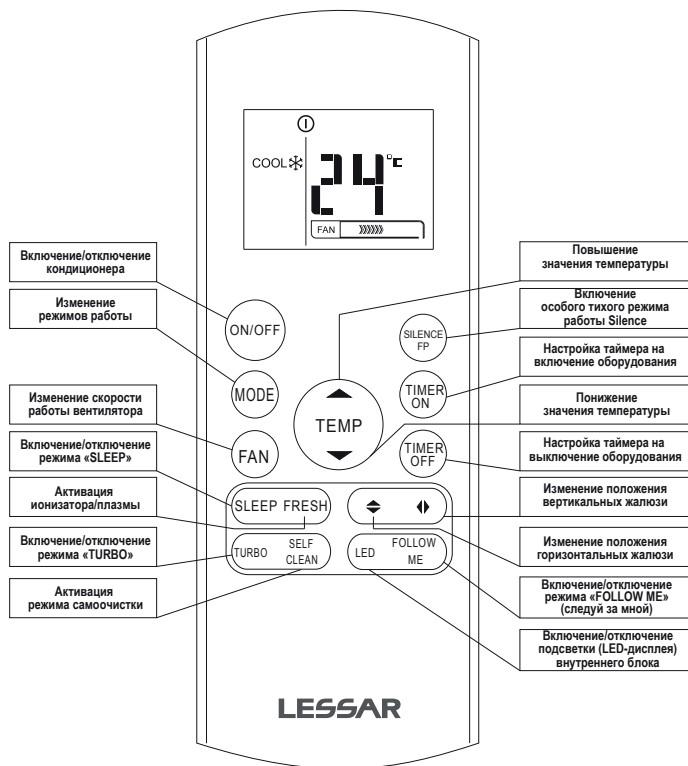 COOL
24°C
FAN
Включение/отключение
кондиционера
Изменение
режимов работы
Изменение скорости
работы вентилятора
Включение/отключение
режима «SLEEP»
Активация
ионизатора/плазмы
Включение/отключение
режима «TURBO»
Активация
режима самоочистки
ON/OFF
MODE
FAN
TEMP
SILENCE
FP
TIMER
ON
TIMER
OFF
SLEEP FRESH
TURBO
SELF
CLEAN
LED
FOLLOW
ME
Повышение
значения температуры
Включение
особого тихого режима
работы Silence
Настройка таймера на
включение оборудования
Понижение
значения температуры
Настройка таймера на
выключение оборудования
Изменение положения
вертикальных жалюзи
Изменение положения
горизонтальных жалюзи
Включение/отключение
режима «FOLLOW ME»
(следуй за мной)
Включение/отключение
подсветки (LED-дисплея)
внутреннего блока
LESSAR